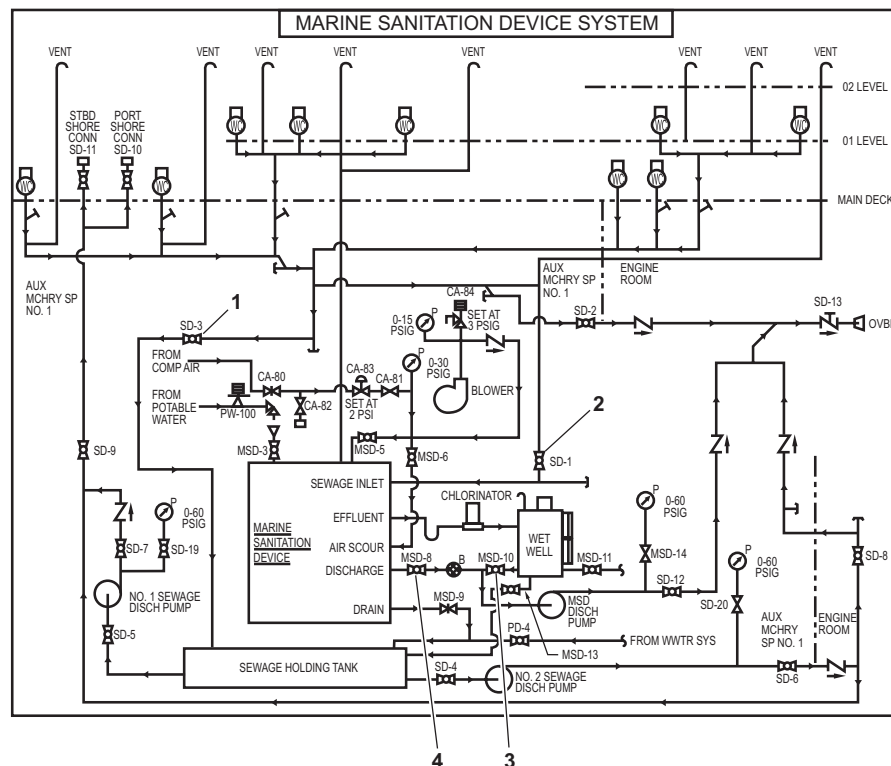 MARINE SANITATION DEVICE SYSTEM
VENT
VENT
VENT
VENT
VENT
VENT
VENT
VENT
02 LEVEL
STBD
SHORE
CONN
SD-11
PORT
SHORE
CONN
SD-10
WC
WC
WC
WC
WC
01 LEVEL
WC
WC
WC
WC
MAIN DECK
AUX
MCHRY SP
NO. 1
AUX
MCHRY SP
NO. 1
ENGINE
ROOM
1
SD-3
0-15
PSIG
P
CA-84
SET AT
3 PSIG
SD-2
SD-13
OVBD
FROM
COMP AIR
CA-80
CA-83
SET AT
2 PSI
CA-81
P
0-30
PSIG
BLOWER
FROM
POTABLE
WATER
PW-100
CA-82
2
SD-9
MSD-3
MSD-5
MSD-6
SD-1
SEWAGE INLET
CHLORINATOR
EFFLUENT
WET
WELL
P
0-60
PSIG
MARINE
SANITATION
DEVICE
AIR SCOUR
MSD-8
B
MSD-10
MSD-11
MSD-14
DISCHARGE
P
0-60
PSIG
SD-7
SD-19
NO. 1 SEWAGE
DISCH PUMP
SD-5
P
0-60
PSIG
SD-8
DRAIN
MSD-9
MSD
DISCH
PUMP
SD-12
SD-20
AUX
MCHRY
SP NO. 1
ENGINE
ROOM
PD-4
MSD-13
FROM WWTR SYS
SEWAGE HOLDING TANK
SD-4
NO. 2 SEWAGE
DISCH PUMP
SD-6
4
3